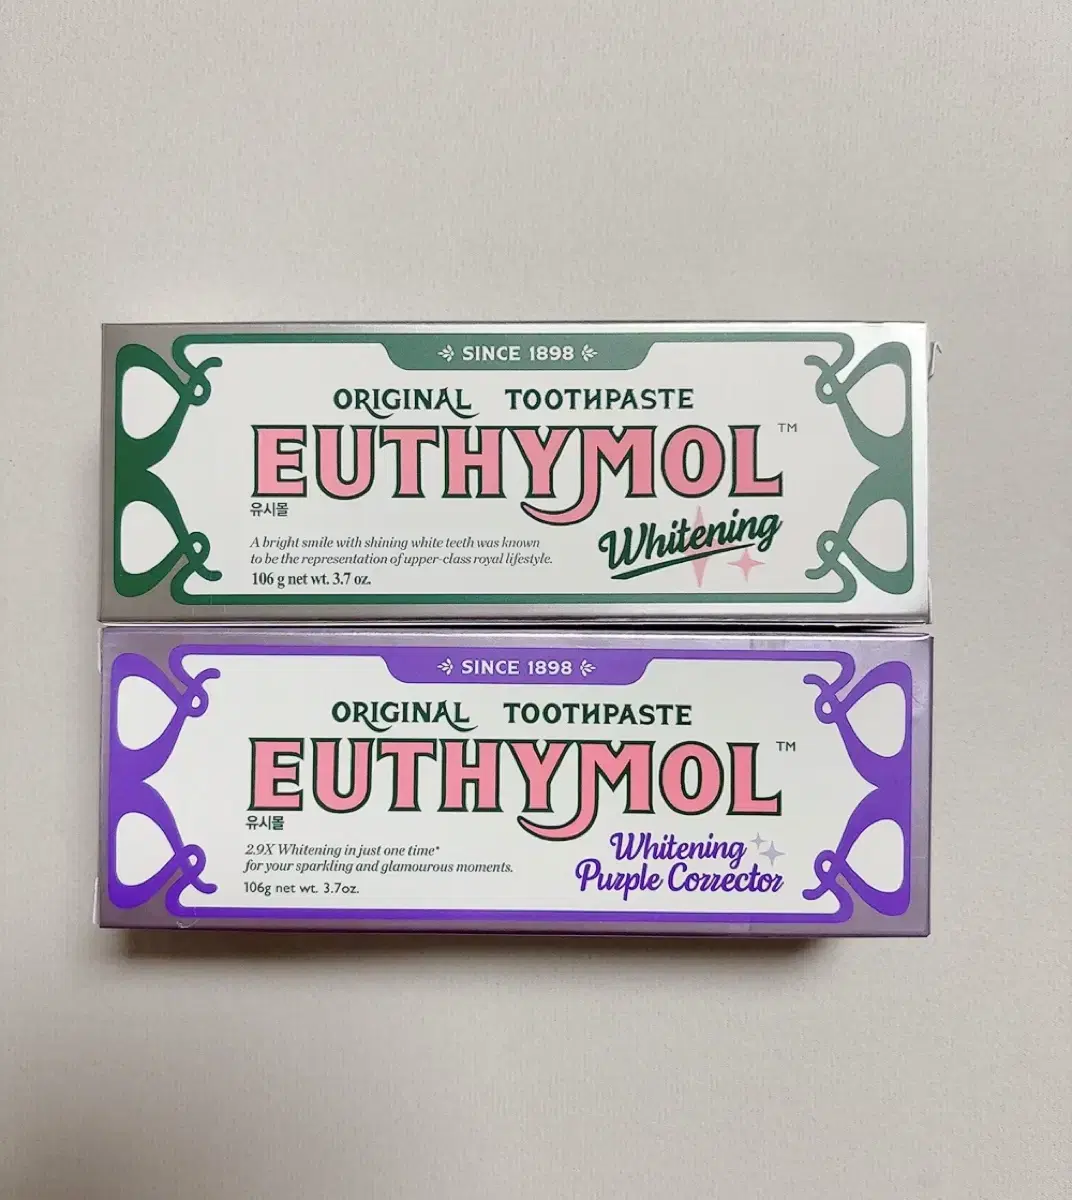 SINCE 1898
ORIGINAL TOOTHPASTE
EUTHYMOL™
유시몰
Whitening
A bright smile with shining white teeth was known
to be the representation of upper-class royal lifestyle.
106 g net wt. 3.7 oz.
SINCE 1898
ORIGINAL TOOTHPASTE
EUTHYMOL™
유시몰
2.9X Whitening in just one time*
for your sparkling and glamourous moments.
106g net wt. 3.7oz.
Whitening
Purple Corrector